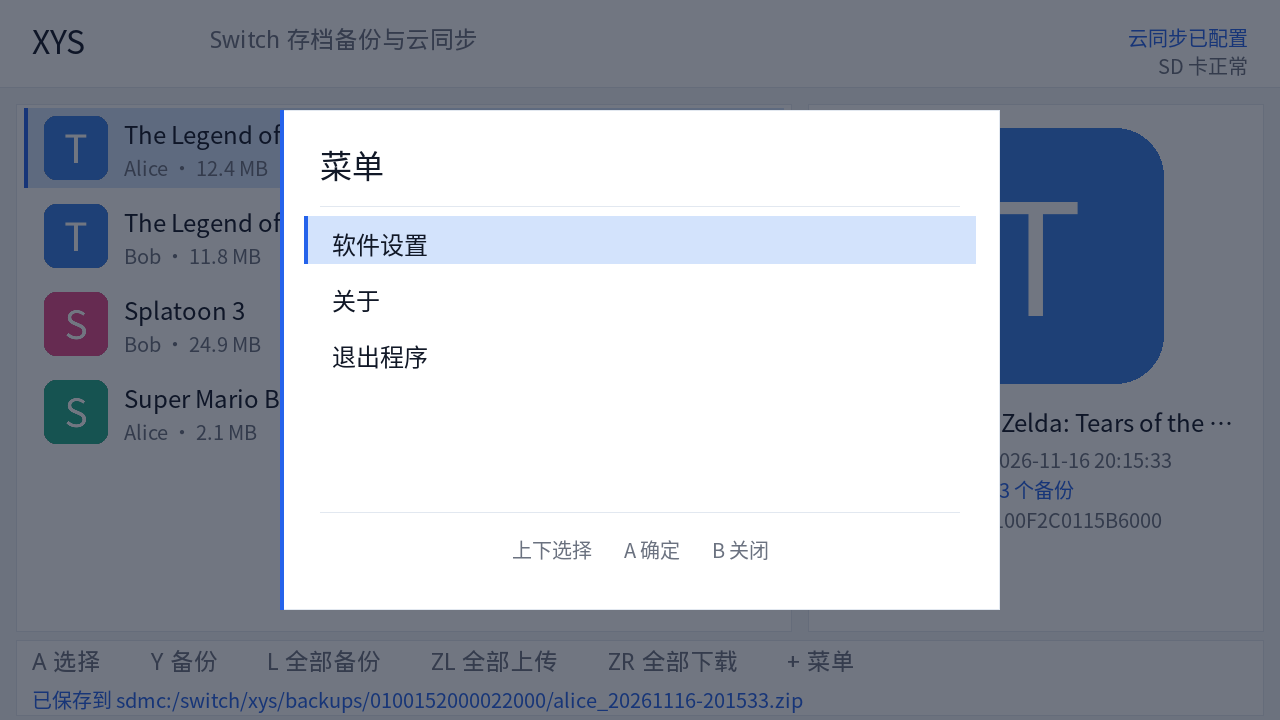 XYS
Switch 存档备份与云同步
云同步已配置
SD 卡正常
The Legend of
Alice · 12.4 MB
The Legend of
Bob · 11.8 MB
Splatoon 3
Bob · 24.9 MB
Super Mario B
Alice · 2.1 MB
T
T
S
S
T
菜单
软件设置
关于
退出程序
上下选择 A 确定 B 关闭
Zelda: Tears of the ···
026-11-16 20:15:33
3 个备份
100F2C0115B6000
A 选择 Y 备份 L 全部备份 ZL 全部上传 ZR 全部下载 + 菜单
已保存到 sdmc:/switch/xys/backups/0100152000022000/alice_20261116-201533.zip